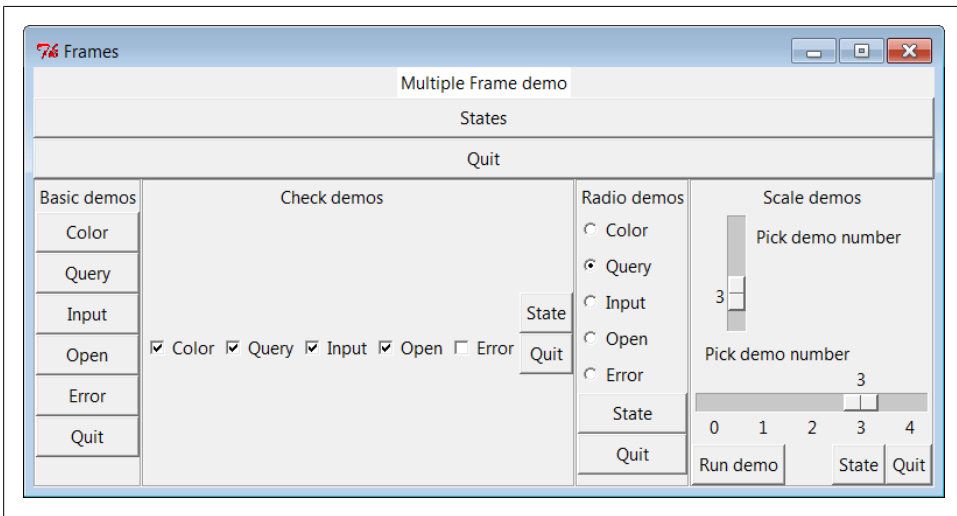 Frames
Multiple Frame demo
States
Quit
Basic demos
Color
Query
Input
Open
Error
Quit
Check demos
Color Query Input Open Error
State
Quit
Radio demos
Color
Query
Input
Open
Error
State
Quit
Scale demos
Pick demo number
3
Pick demo number
3
0 1 2 3 4
Run demo State Quit